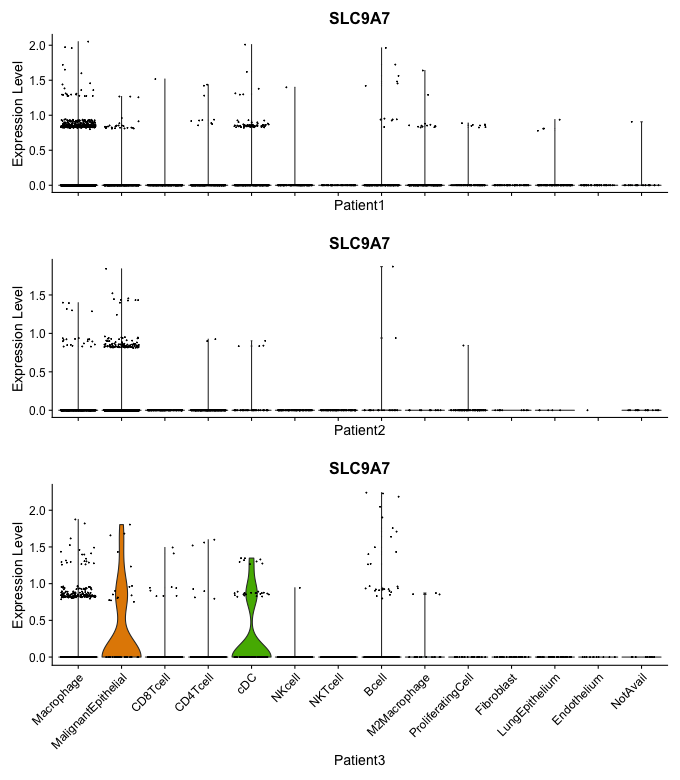 SLC9A7
Expression Level
2.0
1.5
1.0
0.5
0.0
Patient1
SLC9A7
Expression Level
1.5
1.0
0.5
0.0
Patient2
SLC9A7
Expression Level
2.0
1.5
1.0
0.5
0.0
Macrophage
MalignantEpithelial
CD8Tcell
CD4Tcell
cDC
NKcell
NKTcell
Bcell
M2Macrophage
ProliferatingCell
Fibroblast
LungEpithelium
Endothelium
NotAvail
Patient3